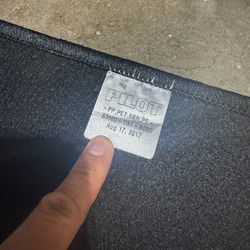 PILOT
>PP,PET,SBR,PE<
Aug 17, 2017